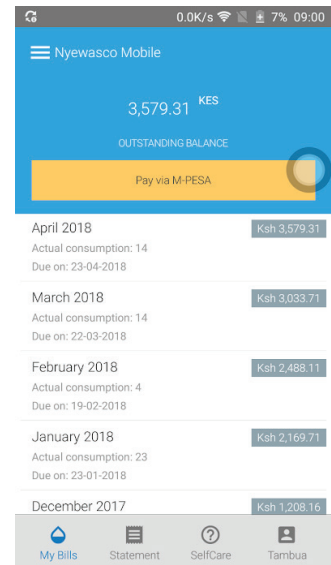 0.0K/s 7% 09:00
Nyewasco Mobile
3,579.31 KES
OUTSTANDING BALANCE
Pay via M-PESA
April 2018 Ksh 3,579.31
Actual consumption: 14
Due on: 23-04-2018
March 2018 Ksh 3,033.71
Actual consumption: 14
Due on: 22-03-2018
February 2018 Ksh 2,488.11
Actual consumption: 4
Due on: 19-02-2018
January 2018 Ksh 2,169.71
Actual consumption: 23
Due on: 23-01-2018
December 2017 Ksh 1,208.16
My Bills Statement SelfCare Tambua